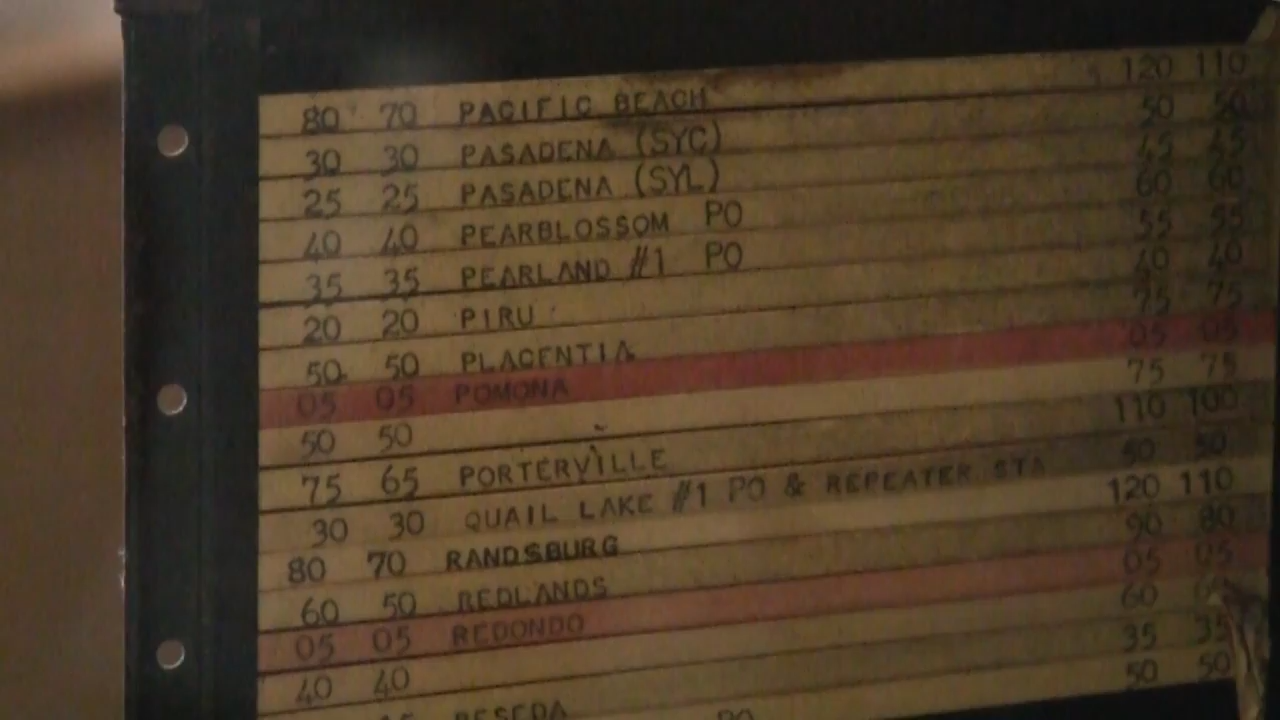 80 70 PACIFIC BEACH 120 110
30 30 PASADENA (SYC) 50 50
25 25 PASADENA (SYL) 45 45
40 40 PEARBLOSSOM PO 60 60
35 35 PEARLAND #1 PO 55 55
20 20 PIRU 40 40
50 50 PLACENTIA 75 75
05 05 POMONA 05 05
50 50 75 75
75 65 PORTERVILLE 110 100
30 30 QUAIL LAKE #1 PO & REPEATER STA 50 50
80 70 RANDSBURG 120 110
60 50 REDLANDS 90 80
05 05 REDONDO 05 05
40 40 60
RESEDA 35 35
PO 50 50